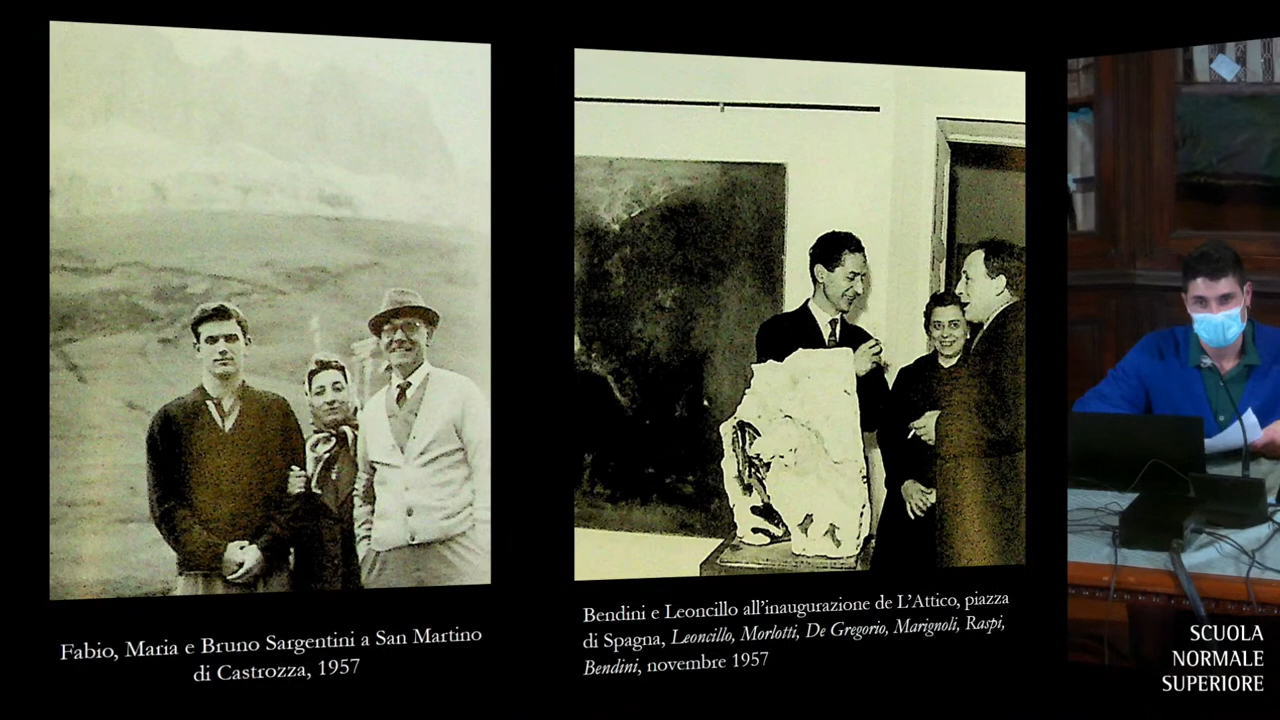 Fabio, Maria e Bruno Sargentini a San Martino
di Castrozza, 1957
Bendini e Leoncillo all'inaugurazione de L'Attico, piazza
di Spagna, Leoncillo, Morlotti, De Gregorio, Marignoli, Raspi,
Bendini, novembre 1957
SCUOLA
NORMALE
SUPERIORE